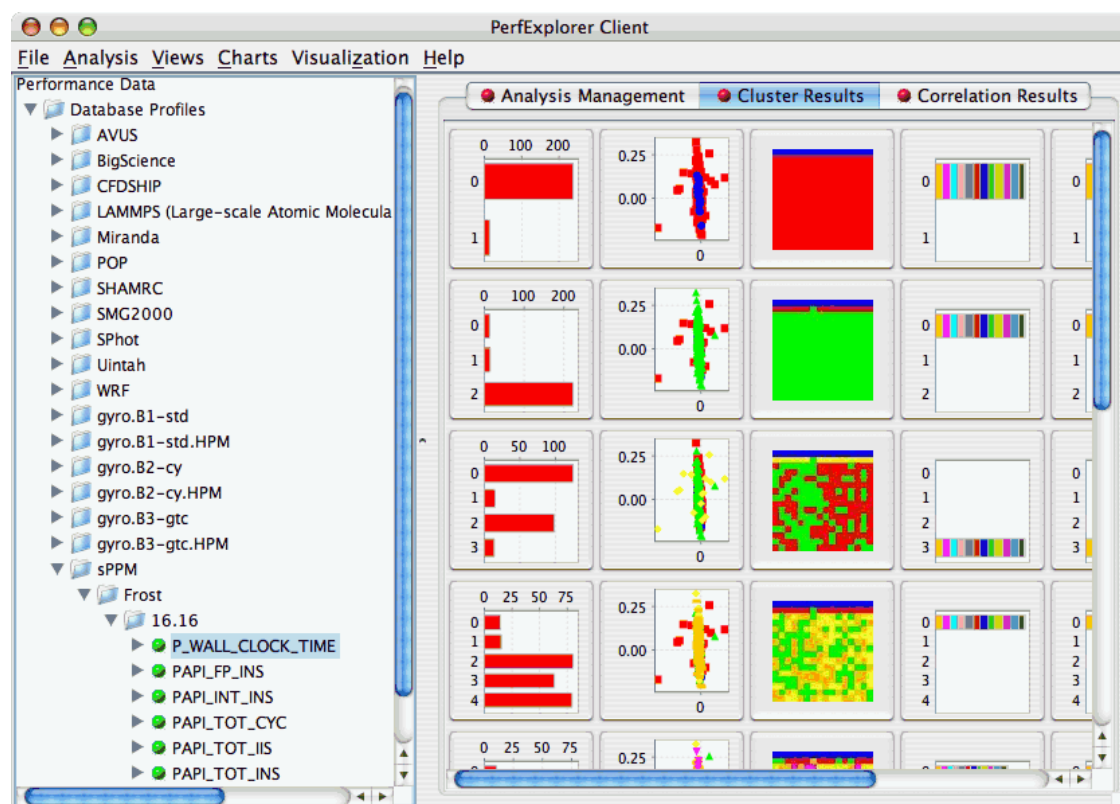 PerfExplorer Client
File Analysis Views Charts Visualization Help
Performance Data
Database Profiles
AVUS
BigScience
CFDSHIP
LAMMPS (Large-scale Atomic Molecula
Miranda
POP
SHAMRC
SMG2000
SPhot
Uintah
WRF
gyro.B1-std
gyro.B1-std.HPM
gyro.B2-cy
gyro.B2-cy.HPM
gyro.B3-gtc
gyro.B3-gtc.HPM
sPPM
Frost
16.16
P_WALL_CLOCK_TIME
PAPI_FP_INS
PAPI_INT_INS
PAPI_TOT_CYC
PAPI_TOT_IIS
PAPI_TOT_INS
Analysis Management Cluster Results Correlation Results
0 100 200
0
1
0.25
0.00
0
0
1
0
1
0 100 200
0
1
2
0.25
0.00
0
0
1
2
0
1
2
0 50 100
0
1
2
3
0.25
0.00
0
0
1
2
3
0
1
2
3
0 25 50 75
0
1
2
3
4
0.25
0.00
0
0
1
2
3
4
0
1
2
3
4
0 25 50 75
0
0.25
0
0